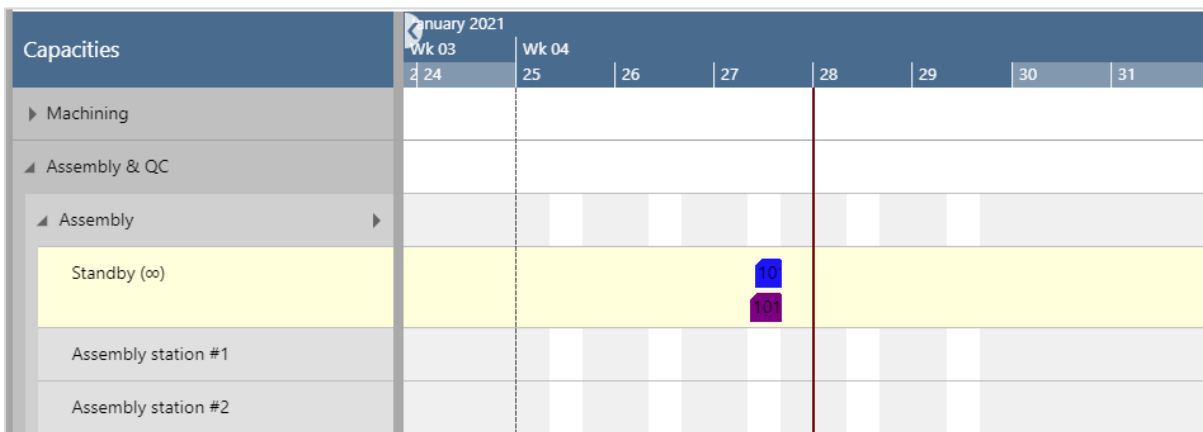 Capacities
anuary 2021
Wk 03 Wk 04
2 24 25 26 27 28 29 30 31
Machining
Assembly & QC
Assembly
Standby (∞)
10
101
Assembly station #1
Assembly station #2